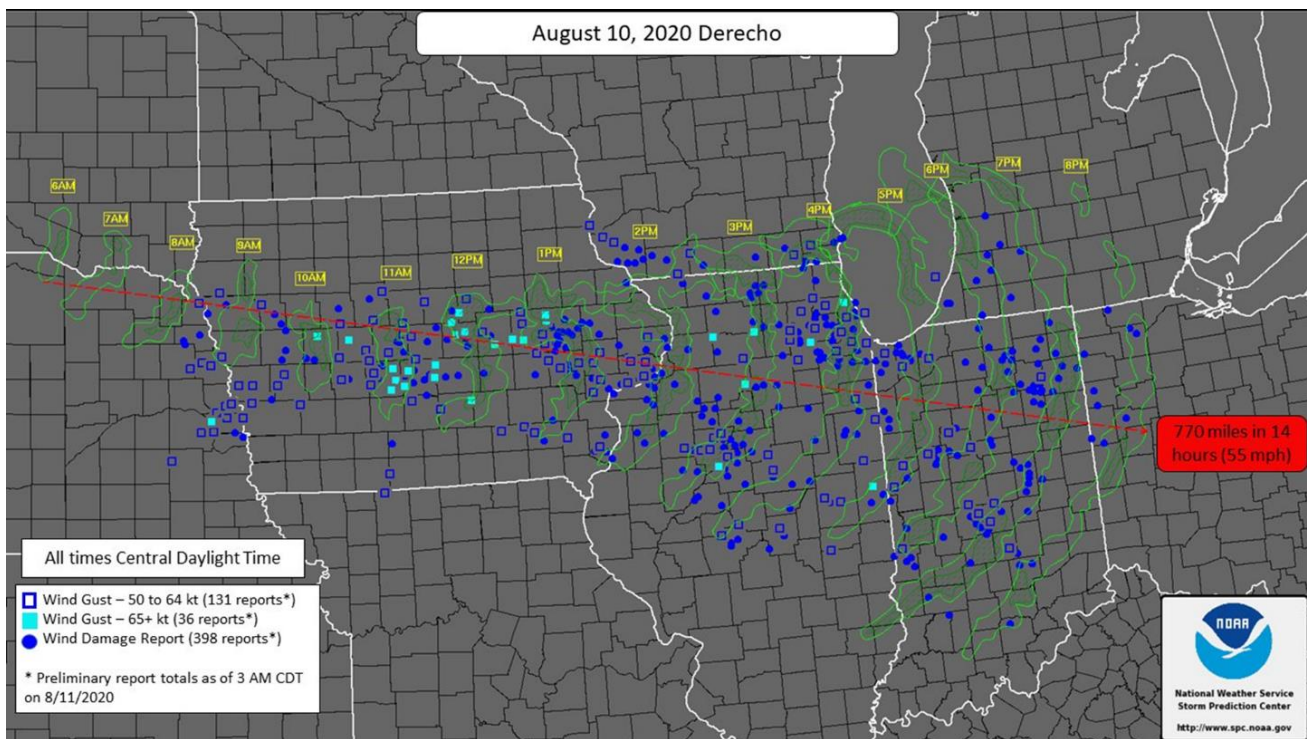 August 10, 2020 Derecho
6AM
7AM
8AM
9AM
10AM
11AM
12PM
1PM
2PM
3PM
4PM
5PM
6PM
7PM
8PM
770 miles in 14
hours (55 mph)
All times Central Daylight Time
Wind Gust – 50 to 64 kt (131 reports*)
Wind Gust – 65+ kt (36 reports*)
Wind Damage Report (398 reports*)
* Preliminary report totals as of 3 AM CDT
on 8/11/2020
NOAA
National Weather Service
Storm Prediction Center
http://www.spc.noaa.gov